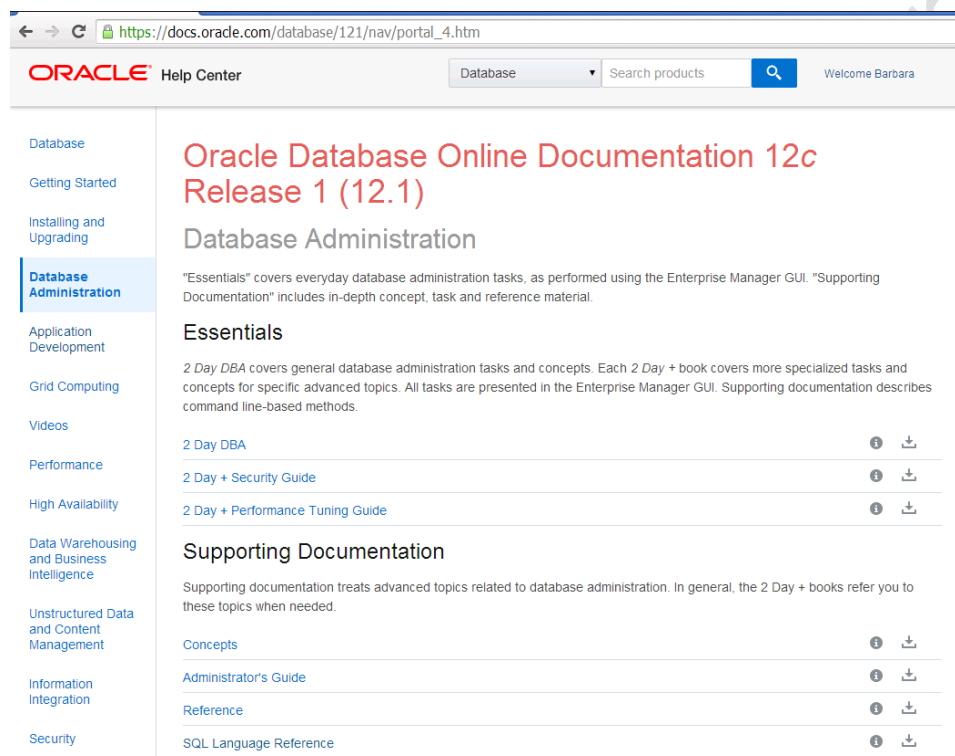 https://docs.oracle.com/database/121/nav/portal_4.htm
ORACLE® Help Center
Database
Search products
Welcome Barbara
Database
Getting Started
Installing and
Upgrading
Database
Administration
Application
Development
Grid Computing
Videos
Performance
High Availability
Data Warehousing
and Business
Intelligence
Unstructured Data
and Content
Management
Information
Integration
Security
Oracle Database Online Documentation 12c
Release 1 (12.1)
Database Administration
"Essentials" covers everyday database administration tasks, as performed using the Enterprise Manager GUI. "Supporting
Documentation" includes in-depth concept, task and reference material.
Essentials
2 Day DBA covers general database administration tasks and concepts. Each 2 Day + book covers more specialized tasks and
concepts for specific advanced topics. All tasks are presented in the Enterprise Manager GUI. Supporting documentation describes
command line-based methods.
2 Day DBA
2 Day + Security Guide
2 Day + Performance Tuning Guide
Supporting Documentation
Supporting documentation treats advanced topics related to database administration. In general, the 2 Day + books refer you to
these topics when needed.
Concepts
Administrator's Guide
Reference
SQL Language Reference